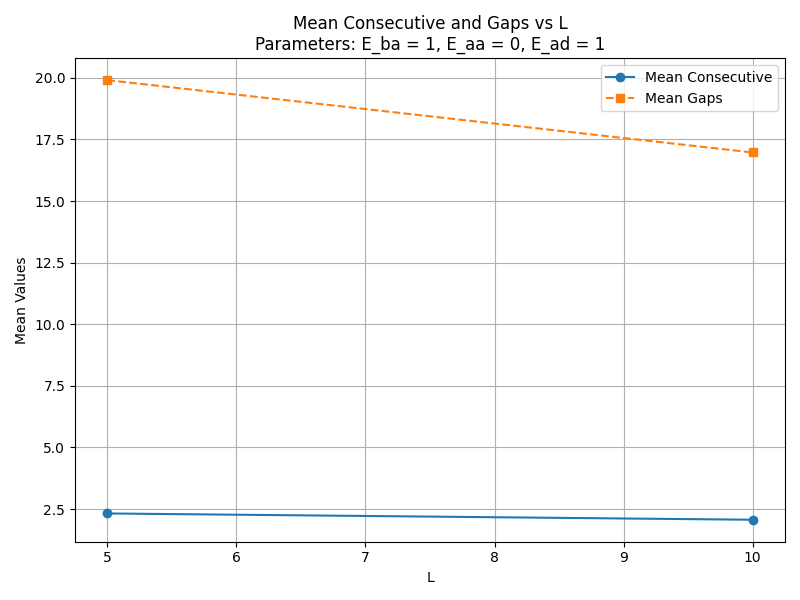 Mean Consecutive and Gaps vs L
Parameters: E_ba = 1, E_aa = 0, E_ad = 1
Mean Consecutive
Mean Gaps
Mean Values
20.0
17.5
15.0
12.5
10.0
7.5
5.0
2.5
5 6 7 8 9 10
L